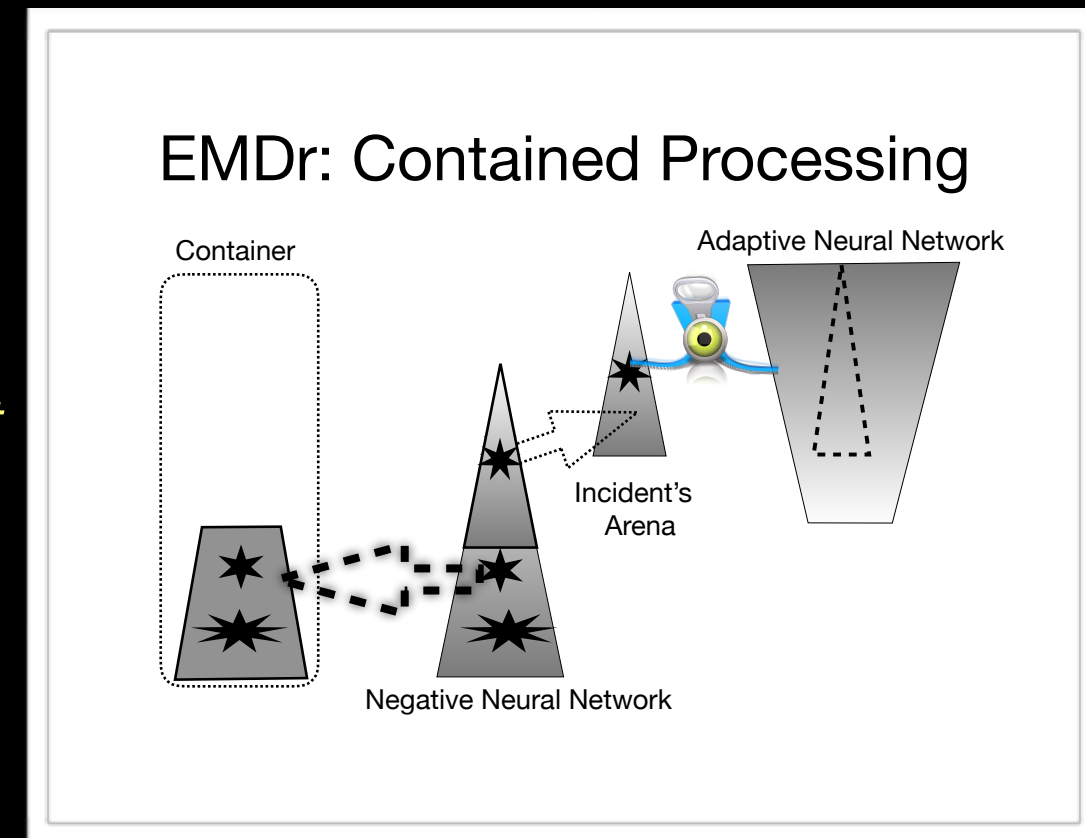 EMDr: Contained Processing
Container
Adaptive Neural Network
Incident's
Arena
Negative Neural Network